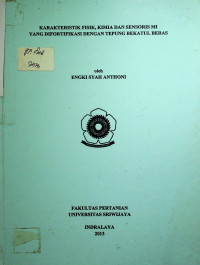 KARAKTERISTIK FISIK, KIMIA DAN SENSORIS MI
YANG DIFORTIFIKASI DENGAN TEPUNG BEKATUL BERAS
oleh
ENGKI SYAH ANTHONI
FAKULTAS PERTANIAN
UNIVERSITAS SRIWIJAYA
INDRALAYA
2013